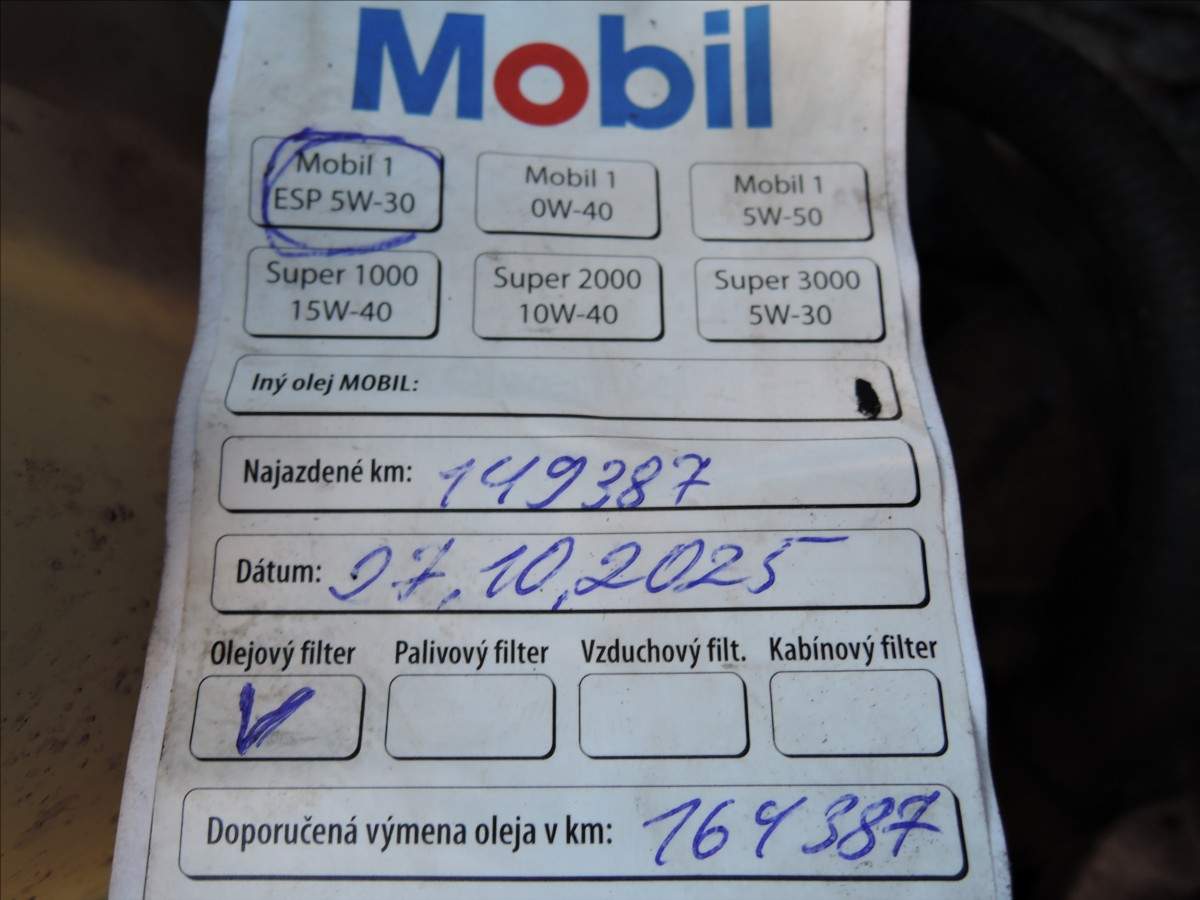 Mobil
Mobil 1
ESP 5W-30
Mobil 1
0W-40
Mobil 1
5W-50
Super 1000
15W-40
Super 2000
10W-40
Super 3000
5W-30
Iný olej MOBIL:
Najazdené km: 149387
Dátum: 07.10.2025
Olejový filter
Palivový filter
Vzduchový filt.
Kabínový filter
V
Doporučená výmena oleja v km: 164387